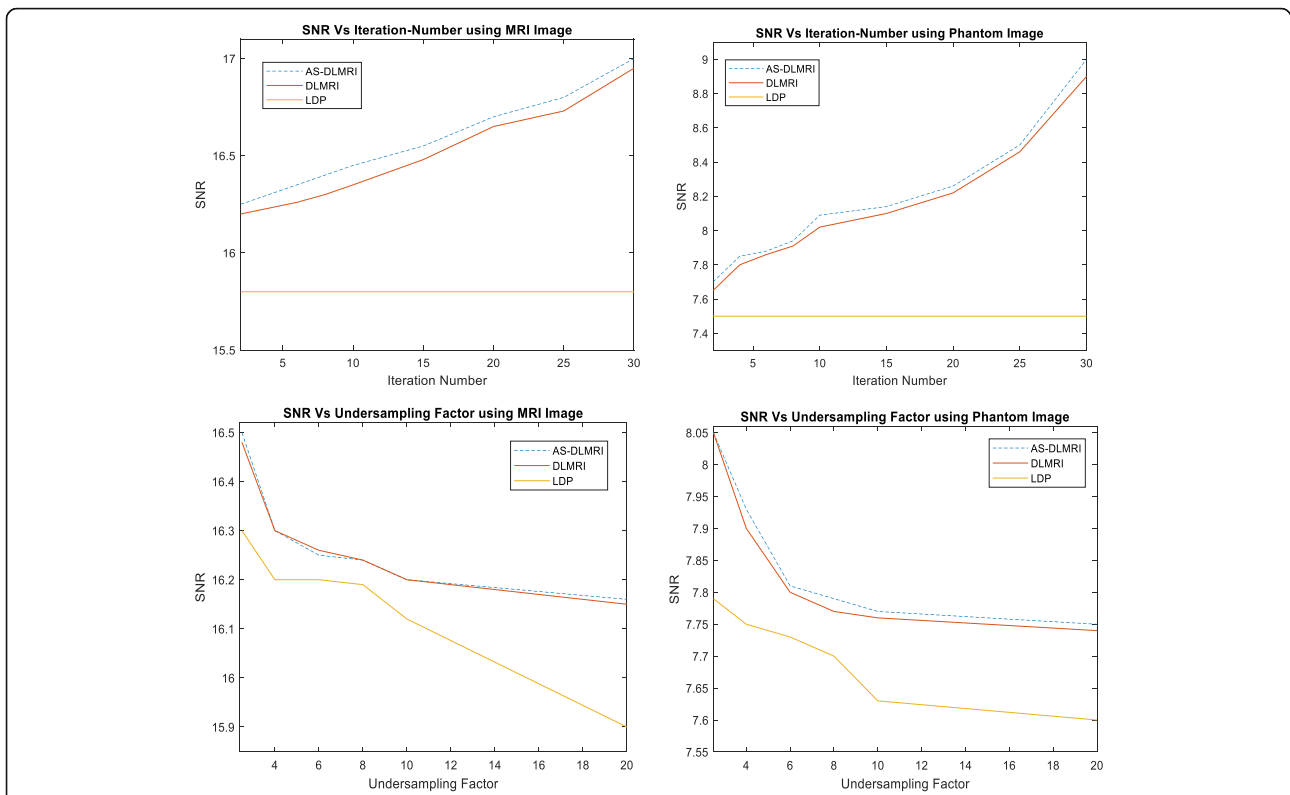 SNR Vs Iteration-Number using MRI Image
17
16.5
16
15.5
SNR
AS-DLMRI
DLMRI
LDP
5 10 15 20 25 30
Iteration Number
SNR Vs Iteration-Number using Phantom Image
9
8.8
8.6
8.4
8.2
8
7.8
7.6
7.4
SNR
AS-DLMRI
DLMRI
LDP
5 10 15 20 25 30
Iteration Number
SNR Vs Undersampling Factor using MRI Image
16.5
16.4
16.3
16.2
16.1
16
15.9
SNR
AS-DLMRI
DLMRI
LDP
4 6 8 10 12 14 16 18 20
Undersampling Factor
SNR Vs Undersampling Factor using Phantom Image
8.05
8
7.95
7.9
7.85
7.8
7.75
7.7
7.65
7.6
7.55
SNR
AS-DLMRI
DLMRI
LDP
4 6 8 10 12 14 16 18 20
Undersampling Factor